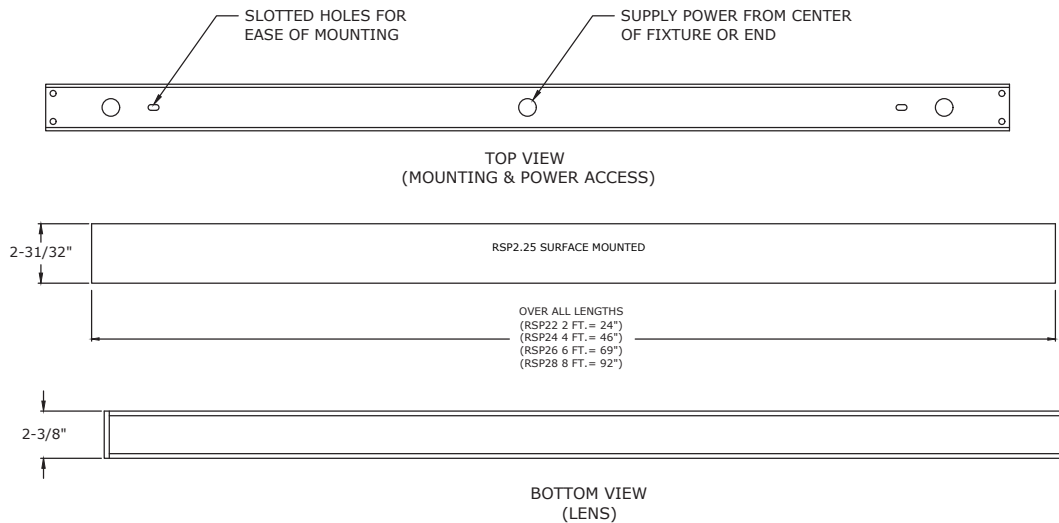 SLOTTED HOLES FOR
EASE OF MOUNTING
SUPPLY POWER FROM CENTER
OF FIXTURE OR END
TOP VIEW
(MOUNTING & POWER ACCESS)
2-31/32"
RSP2.25 SURFACE MOUNTED
OVER ALL LENGTHS
(RSP22 2 FT.= 24")
(RSP24 4 FT.= 46")
(RSP26 6 FT.= 69")
(RSP28 8 FT.= 92")
2-3/8"
BOTTOM VIEW
(LENS)